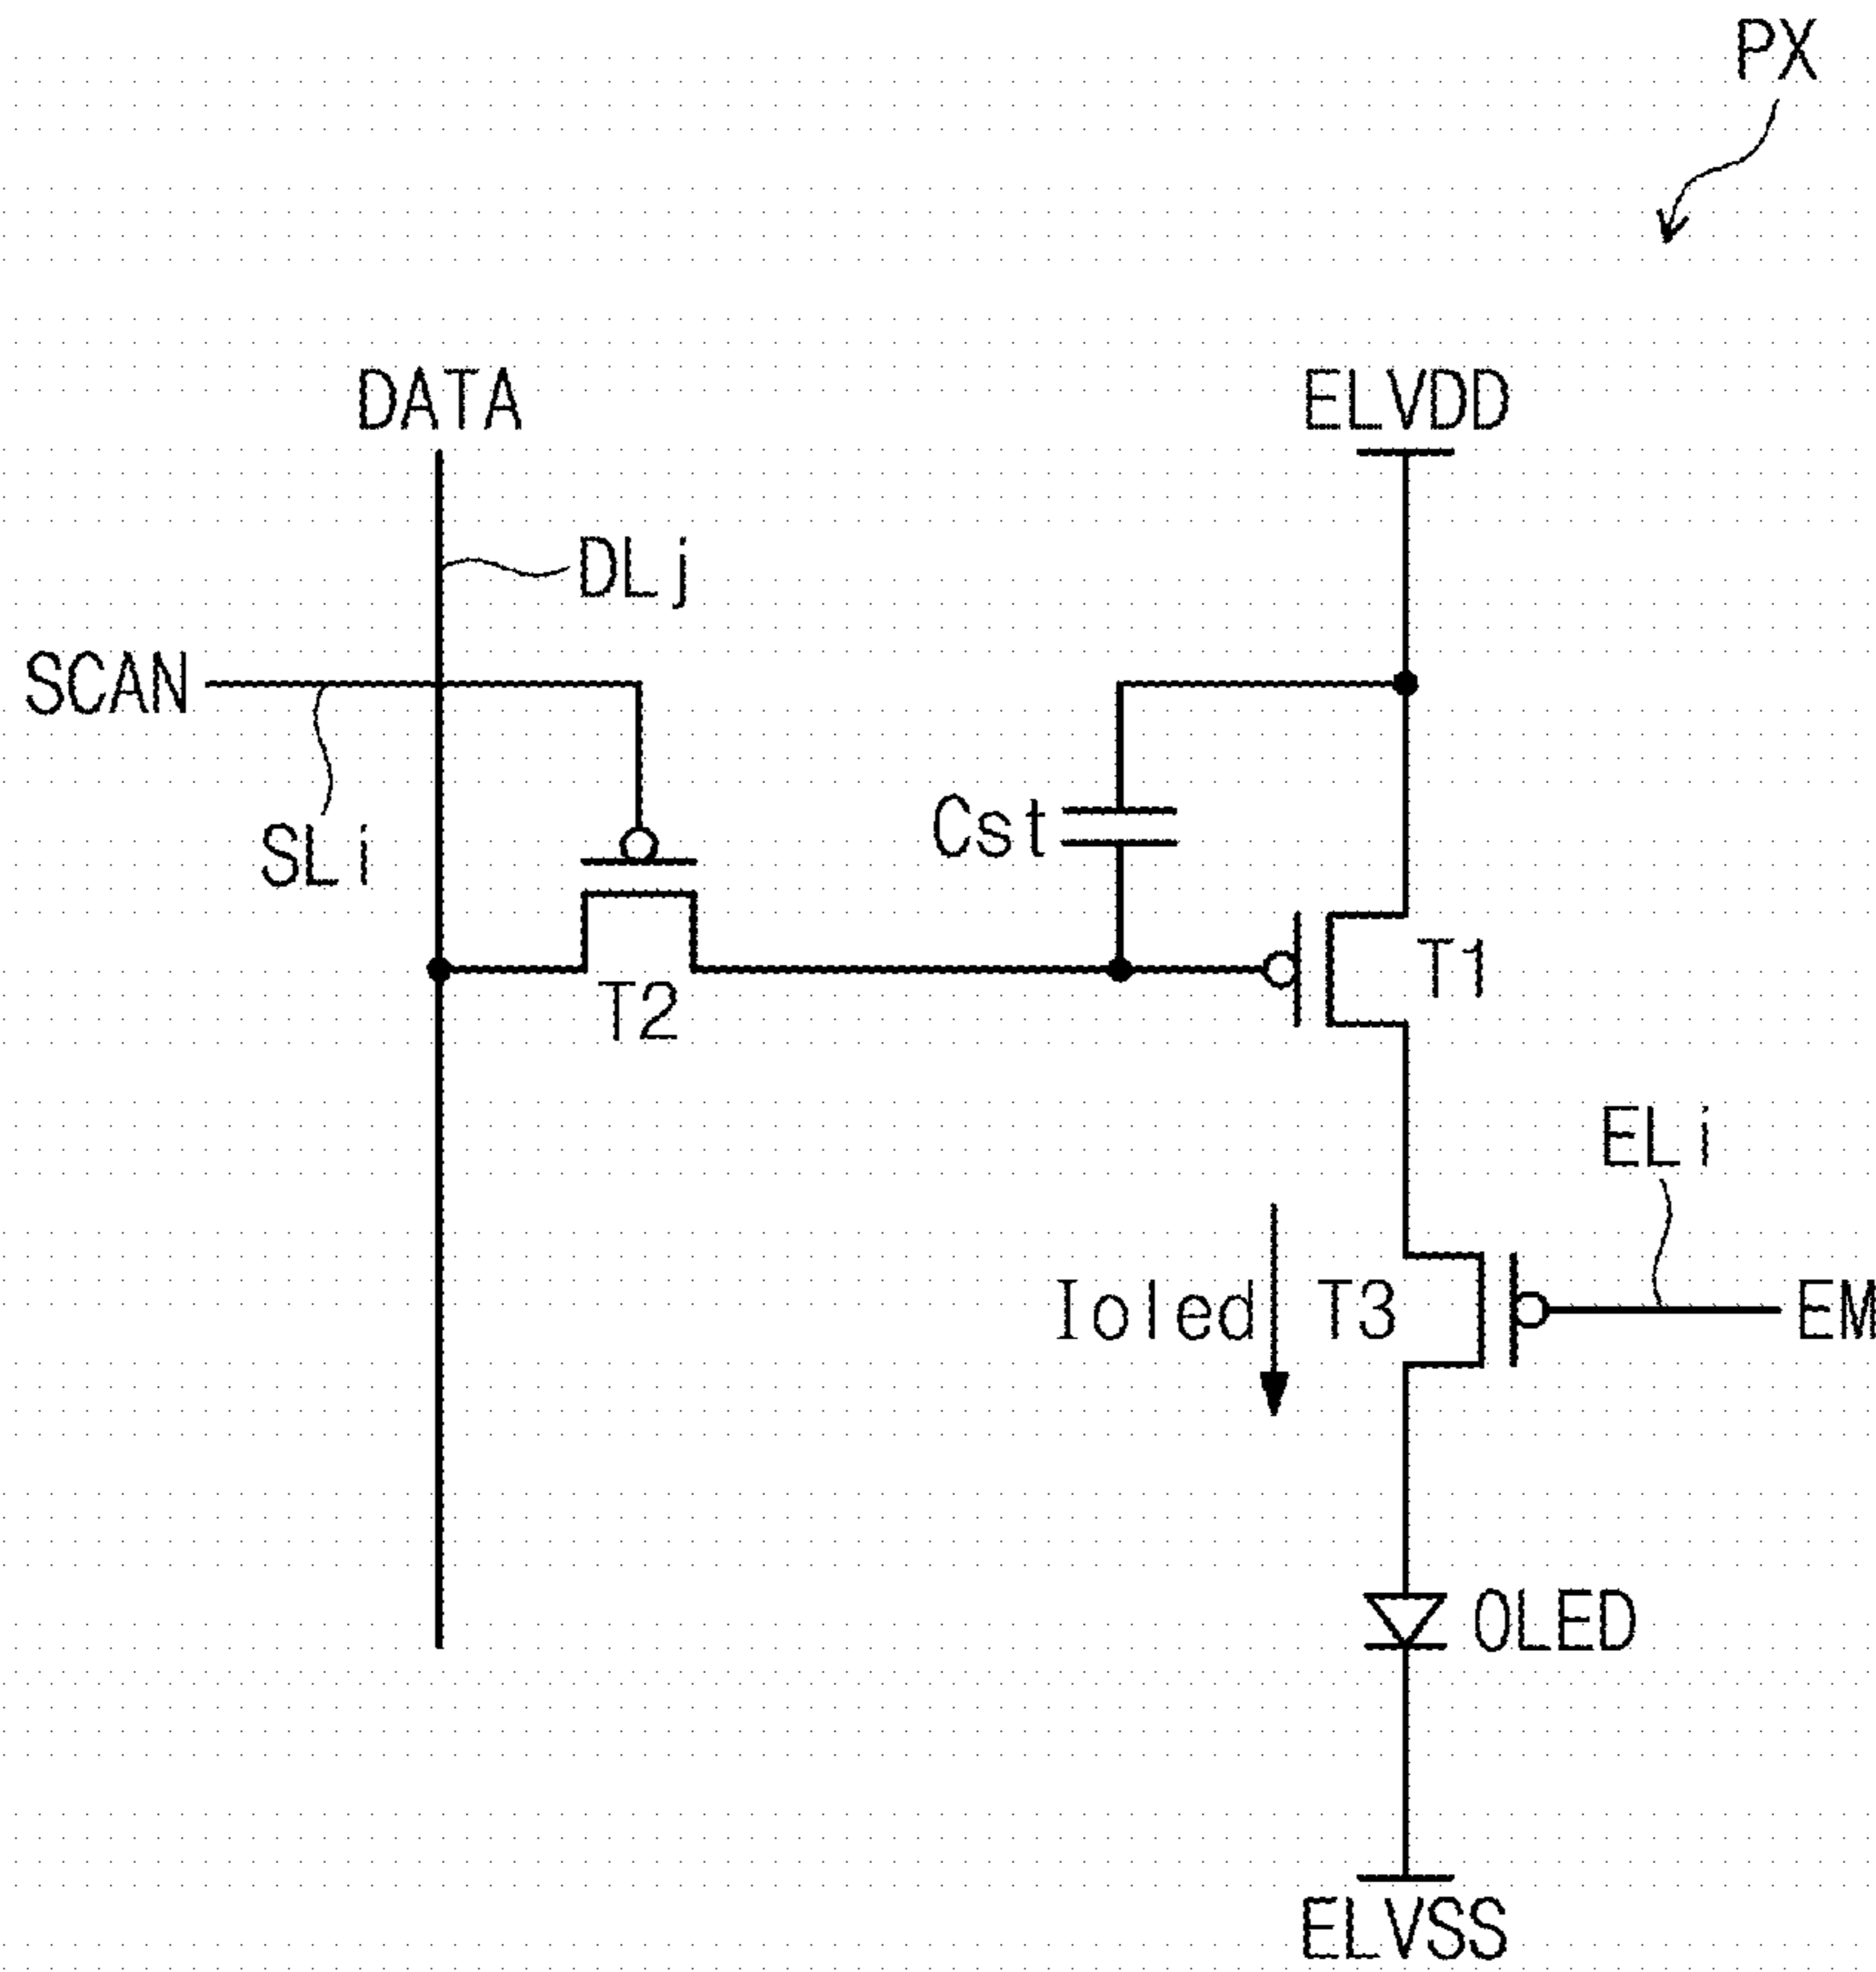 PX
DATA
ELVDD
DLj
SCAN
Cst
SLi
T1
T2
ELi
Ioled
T3
EM
OLED
ELVSS